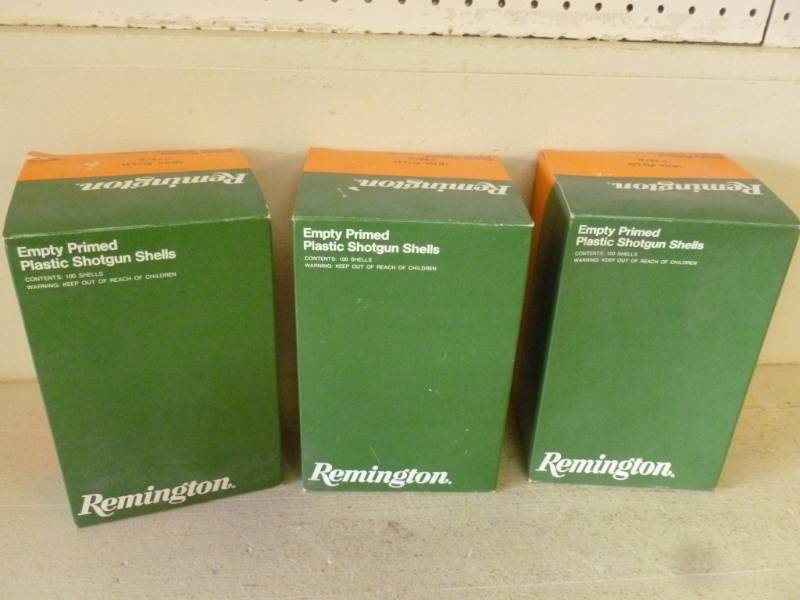 Remington.
Empty Primed
Plastic Shotgun Shells
CONTENTS: 100 SHELLS
WARNING: KEEP OUT OF REACH OF CHILDREN
Remington.
Remington.
Empty Primed
Plastic Shotgun Shells
CONTENTS: 100 SHELLS
WARNING: KEEP OUT OF REACH OF CHILDREN
Remington.
Remington.
Empty Primed
Plastic Shotgun Shells
CONTENTS: 100 SHELLS
WARNING: KEEP OUT OF REACH OF CHILDREN
Remington.